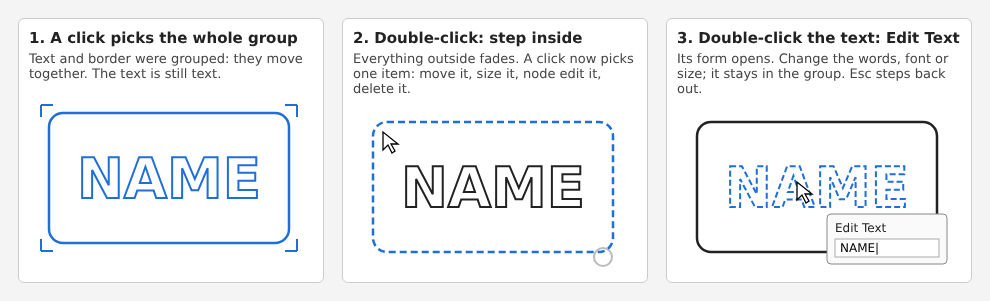 1. A click picks the whole group
Text and border were grouped: they move
together. The text is still text.
NAME
2. Double-click: step inside
Everything outside fades. A click now picks
one item: move it, size it, node edit it,
delete it.
NAME
3. Double-click the text: Edit Text
Its form opens. Change the words, font or
size; it stays in the group. Esc steps back
out.
NAME
Edit Text
NAME|